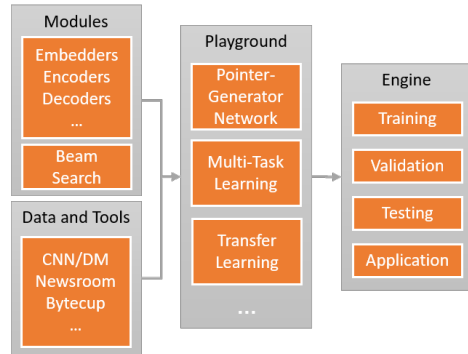 Modules
Embedders
Encoders
Decoders
...
Beam
Search
Data and Tools
CNN/DM
Newsroom
Bytecup
...
Playground
Pointer-
Generator
Network
Multi-Task
Learning
Transfer
Learning
...
Engine
Training
Validation
Testing
Application